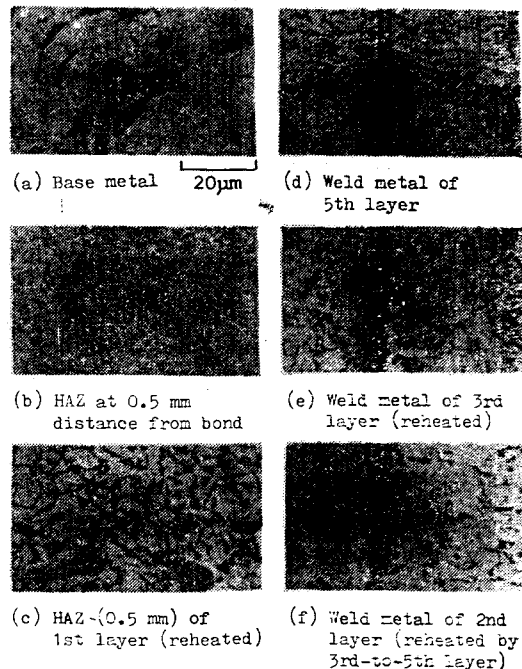 (a) Base metal
20μm
(d) Weld metal of
5th layer
(b) HAZ at 0.5 mm
distance from bond
(e) Weld metal of 3rd
layer (reheated)
(c) HAZ (0.5 mm) of
1st layer (reheated)
(f) Weld metal of 2nd
layer (reheated by
3rd-to-5th layer)